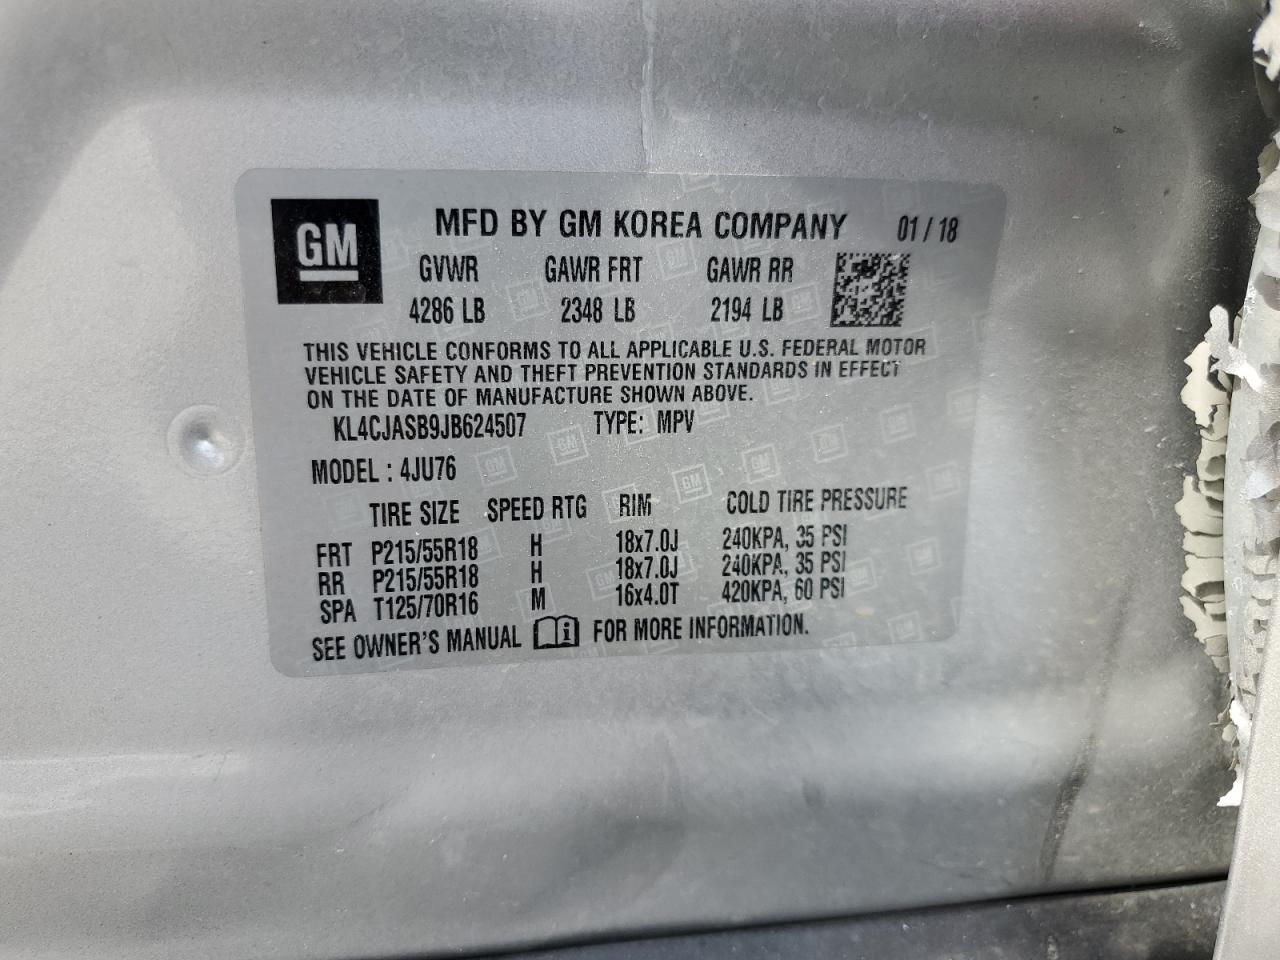 GM MFD BY GM KOREA COMPANY 01 / 18
GVWR GAWR FRT GAWR RR
4286 LB 2348 LB 2194 LB
THIS VEHICLE CONFORMS TO ALL APPLICABLE U.S. FEDERAL MOTOR
VEHICLE SAFETY AND THEFT PREVENTION STANDARDS IN EFFECT
ON THE DATE OF MANUFACTURE SHOWN ABOVE.
KL4CJASB9JB624507 TYPE: MPV
MODEL : 4JU76
TIRE SIZE SPEED RTG RIM COLD TIRE PRESSURE
FRT P215/55R18 H 18x7.0J 240KPA, 35 PSI
RR P215/55R18 H 18x7.0J 240KPA, 35 PSI
SPA T125/70R16 M 16x4.0T 420KPA, 60 PSI
SEE OWNER'S MANUAL i FOR MORE INFORMATION.